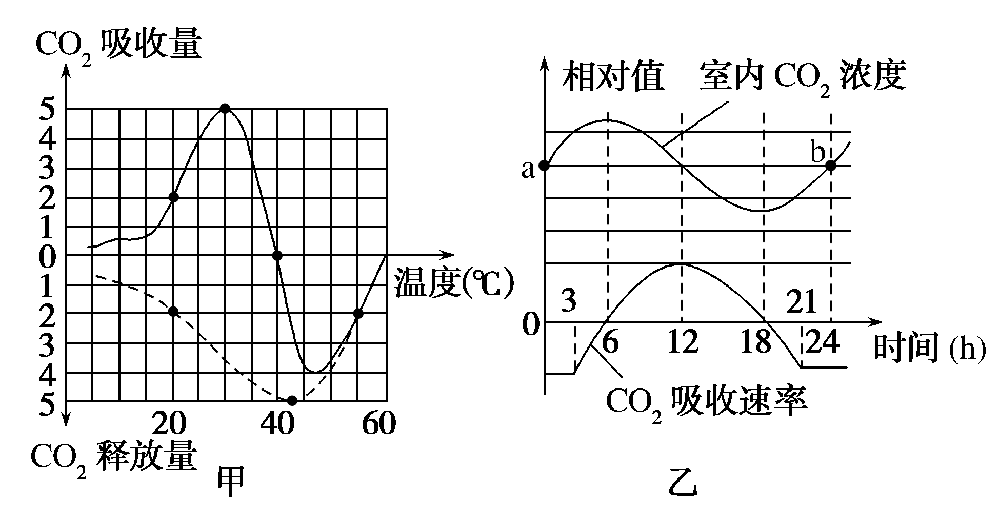 CO₂ 吸收量
5
4
3
2
1
0
1
2
3
4
5
温度(℃)
20 40 60
CO₂ 释放量
甲
相对值 室内 CO₂ 浓度
a
b
3
21
0
6 12 18 24
时间 (h)
CO₂ 吸收速率
乙